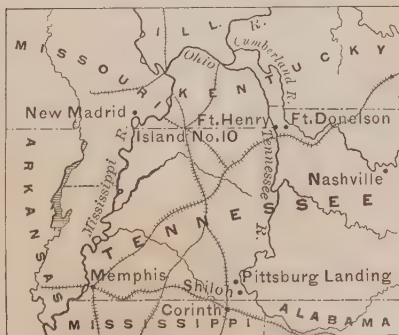 MISSOURI
ILL.
R.
Cumberland R.
Ohio
KENTUCKY
New Madrid
Ft. Henry
Ft. Donelson
Island No. 10
Mississippi R.
Tennessee R.
Nashville
ARKANSAS
TENNESSEE
Memphis
Pittsburg Landing
Shiloh
Corinth
MISSISSIPPI
ALABAMA